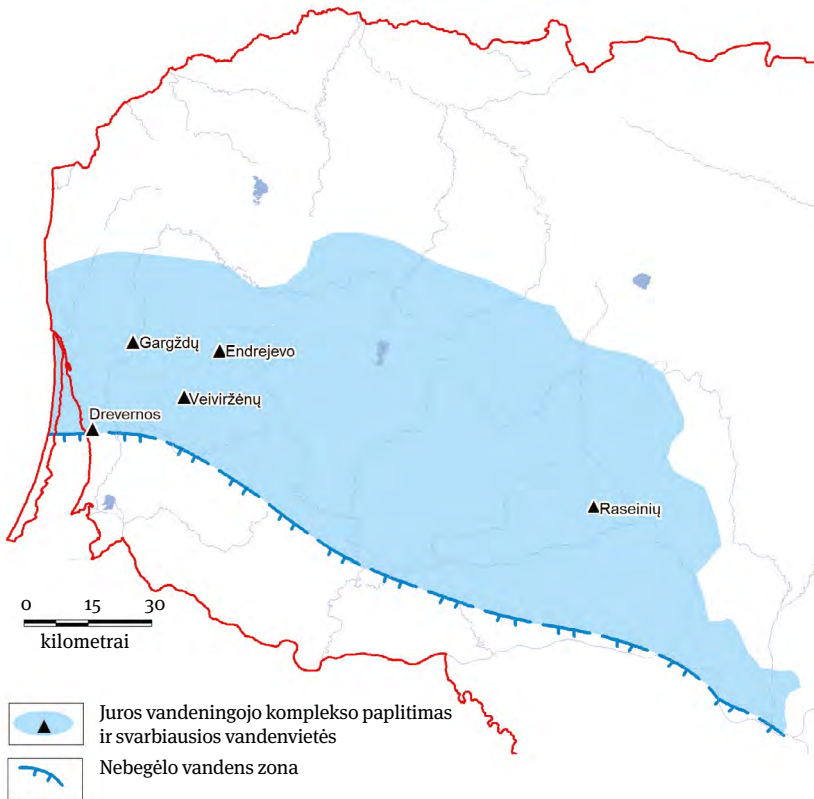 Gargždų
Endrejevo
Veiviržėnų
Drevernos
Raseinių
0 15 30
kilometrai
Juros vandeningojo komplekso paplitimas
ir svarbiausios vandenvietės
Nebegėlo vandens zona